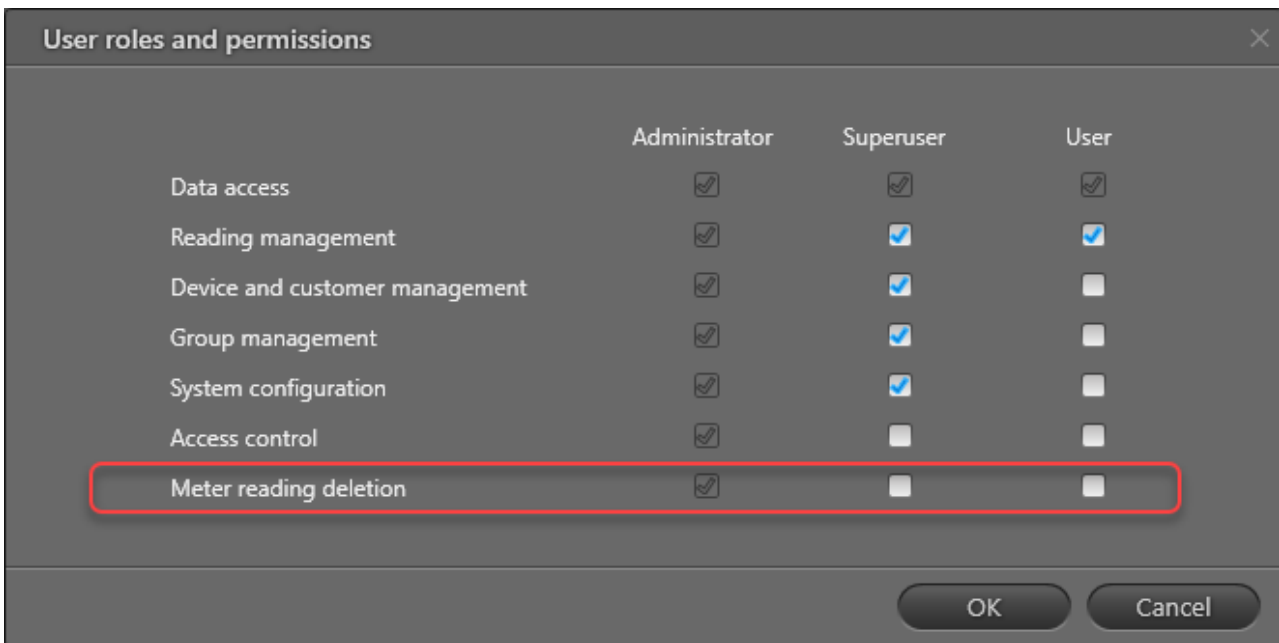 User roles and permissions
Administrator Superuser User
Data access
Reading management
Device and customer management
Group management
System configuration
Access control
Meter reading deletion
OK Cancel